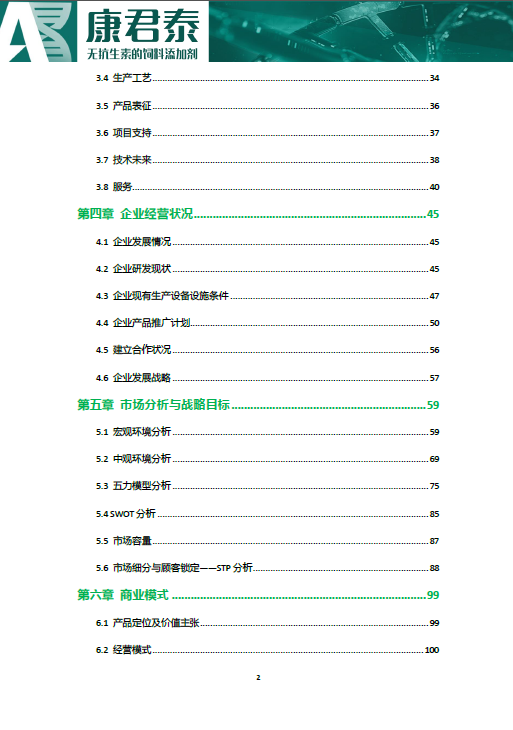 康君泰
无抗生素的饲料添加剂
3.4 生产工艺 34
3.5 产品表征 36
3.6 项目支持 37
3.7 技术未来 38
3.8 服务 40
第四章 企业经营状况 45
4.1 企业发展情况 45
4.2 企业研发现状 45
4.3 企业现有生产设备设施条件 47
4.4 企业产品推广计划 50
4.5 建立合作状况 56
4.6 企业发展战略 57
第五章 市场分析与战略目标 59
5.1 宏观环境分析 59
5.2 中观环境分析 69
5.3 五力模型分析 75
5.4 SWOT 分析 85
5.5 市场容量 87
5.6 市场细分与顾客锁定——STP 分析 88
第六章 商业模式 99
6.1 产品定位及价值主张 99
6.2 经营模式 100
2